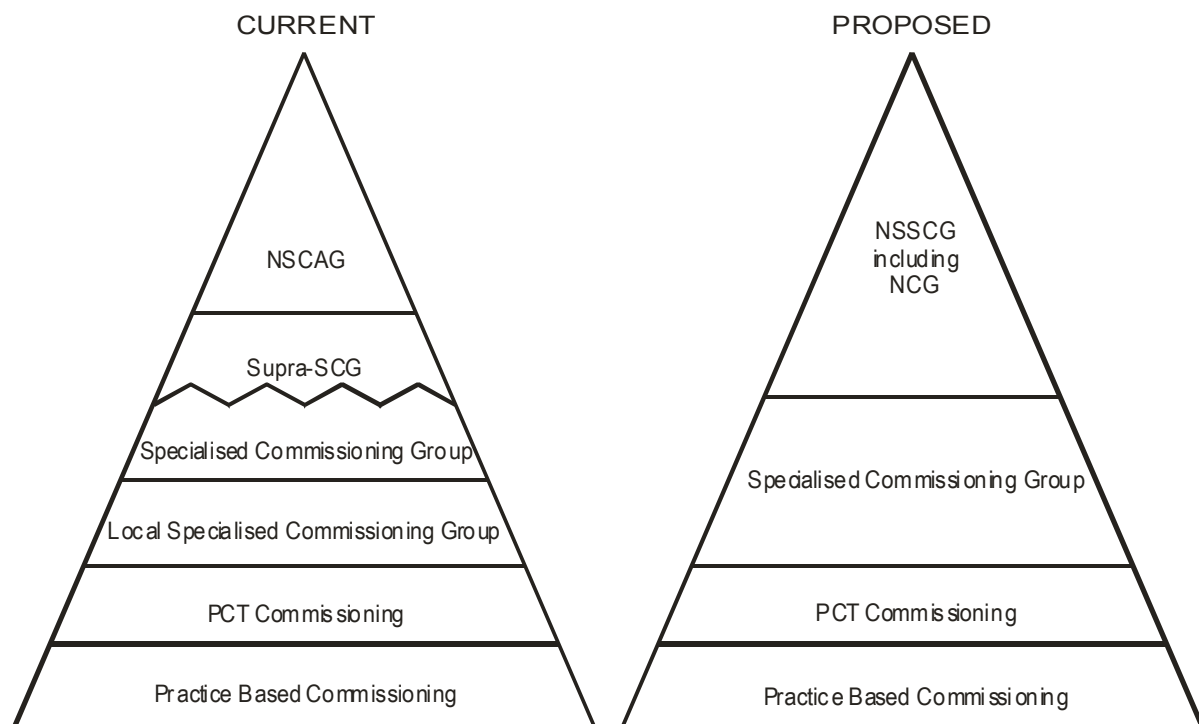 CURRENT
NSCAG
Supra-SCG
Specialised Commissioning Group
Local Specialised Commissioning Group
PCT Commissioning
Practice Based Commissioning
PROPOSED
NSSCG
including
NCG
Specialised Commissioning Group
PCT Commissioning
Practice Based Commissioning